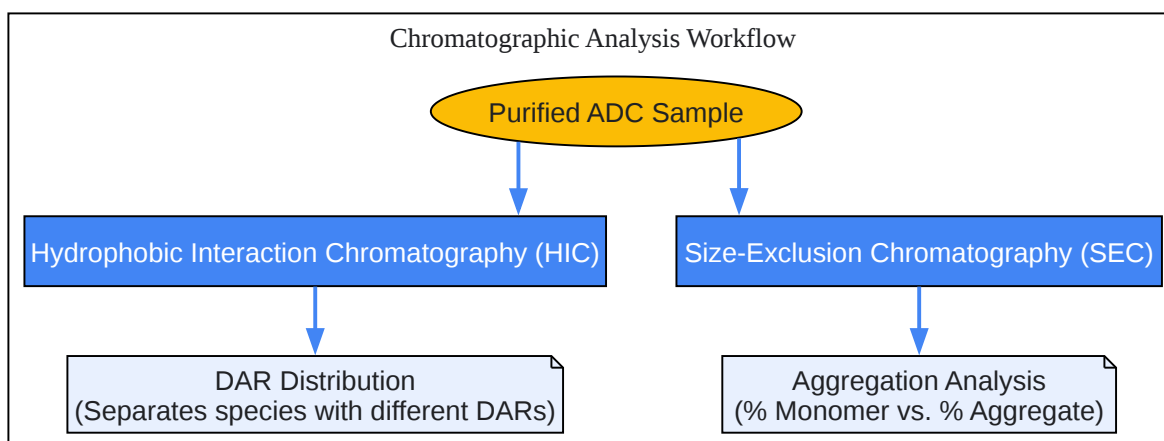 Chromatographic Analysis Workflow
Purified ADC Sample
Hydrophobic Interaction Chromatography (HIC)
Size-Exclusion Chromatography (SEC)
DAR Distribution
(Separates species with different DARs)
Aggregation Analysis
(% Monomer vs. % Aggregate)